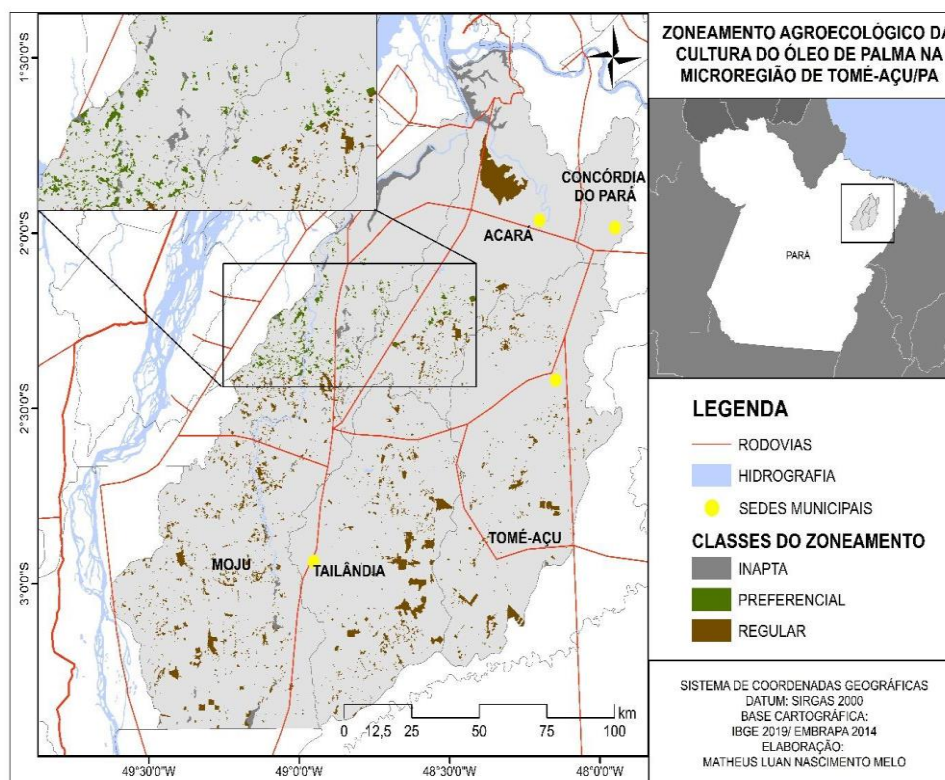 ZONEAMENTO AGROECOLÓGICO DA
CULTURA DO ÓLEO DE PALMA NA
MICROREGIÃO DE TOMÉ-AÇU/PA
1°30'0"S
2°0'0"S
2°30'0"S
3°0'0"S
CONCÓRDIA
DO PARÁ
ACARÁ
TOMÉ-AÇU
MOJU
TAILÂNDIA
0 12,5 25 50 75 100
km
49°30'0"W 49°0'0"W 48°30'0"W 48°0'0"W
PARÁ
LEGENDA
RODOVIAS
HIDROGRAFIA
SEDES MUNICIPAIS
CLASSES DO ZONEAMENTO
INAPTA
PREFERENCIAL
REGULAR
SISTEMA DE COORDENADAS GEOGRÁFICAS
DATUM: SIRGAS 2000
BASE CARTOGRÁFICA:
IBGE 2019/ EMBRAPA 2014
ELABORAÇÃO:
MATHEUS LUAN NASCIMENTO MELO